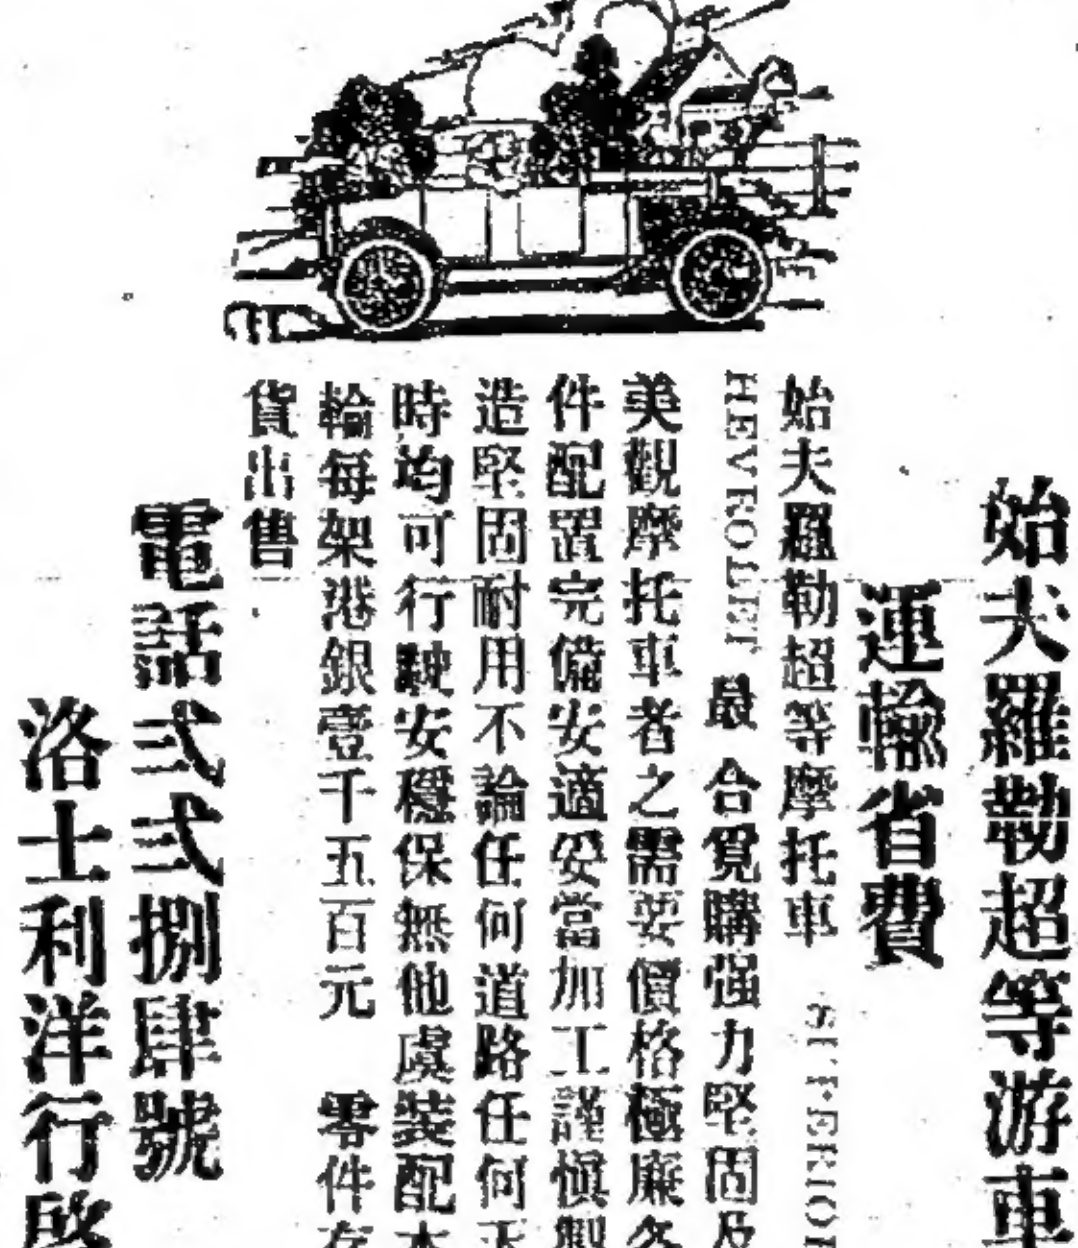 始夫羅勒超等游車
運輸省費
始夫羅勒超等摩托車
HEVROLET 最合覓購强力堅固及
美觀摩托車者之需要價格極廉各
件配置完備安適妥當加工謹慎製
造堅固耐用不論任何道路任何天
時均可行駛安穩保無他虞裝配木
輪每架港銀壹千五百元 零件存
貨出售
電話弍弍捌肆號
洛士利洋行啟